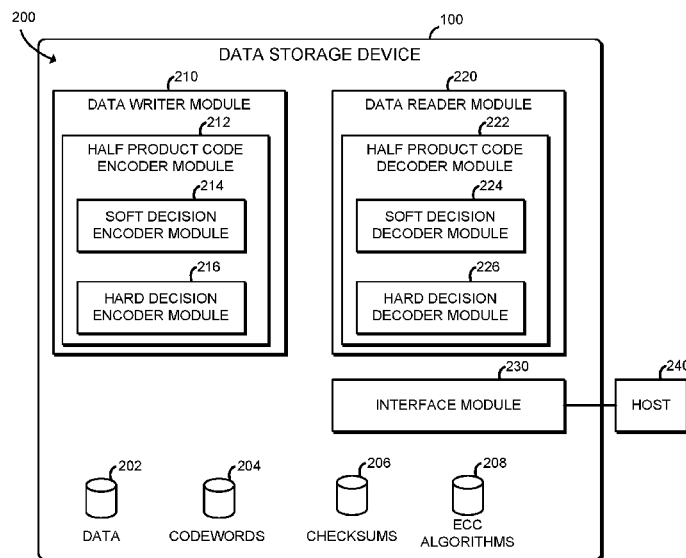 200
100
DATA STORAGE DEVICE
210
DATA WRITER MODULE
212
HALF PRODUCT CODE
ENCODER MODULE
214
SOFT DECISION
ENCODER MODULE
216
HARD DECISION
ENCODER MODULE
220
DATA READER MODULE
222
HALF PRODUCT CODE
DECODER MODULE
224
SOFT DECISION
DECODER MODULE
226
HARD DECISION
DECODER MODULE
230
INTERFACE MODULE
240
HOST
202
DATA
204
CODEWORDS
206
CHECKSUMS
208
ECC
ALGORITHMS